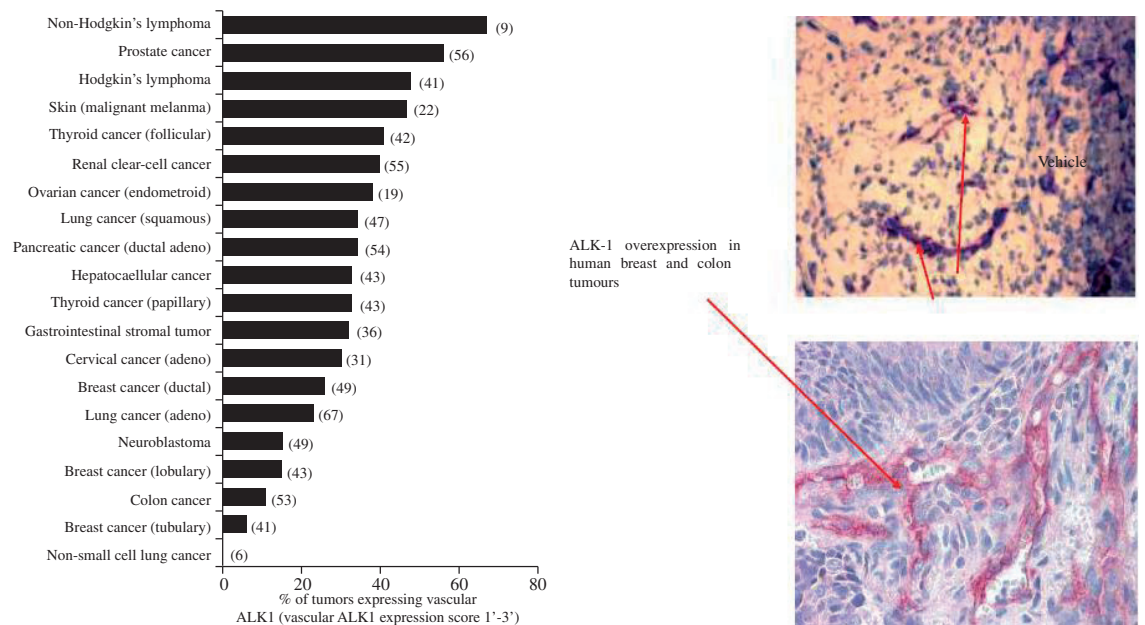 Non-Hodgkin's lymphoma (9)
Prostate cancer (56)
Hodgkin's lymphoma (41)
Skin (malignant melanma) (22)
Thyroid cancer (follicular) (42)
Renal clear-cell cancer (55)
Ovarian cancer (endometroid) (19)
Lung cancer (squamous) (47)
Pancreatic cancer (ductal adeno) (54)
Hepatocaellular cancer (43)
Thyroid cancer (papillary) (43)
Gastrointestinal stromal tumor (36)
Cervical cancer (adeno) (31)
Breast cancer (ductal) (49)
Lung cancer (adeno) (67)
Neuroblastoma (49)
Breast cancer (lobulary) (43)
Colon cancer (53)
Breast cancer (tubulary) (41)
Non-small cell lung cancer (6)
0 20 40 60 80
% of tumors expressing vascular
ALK1 (vascular ALK1 expression score 1'-3')
ALK-1 overexpression in
human breast and colon
tumours
Vehicle